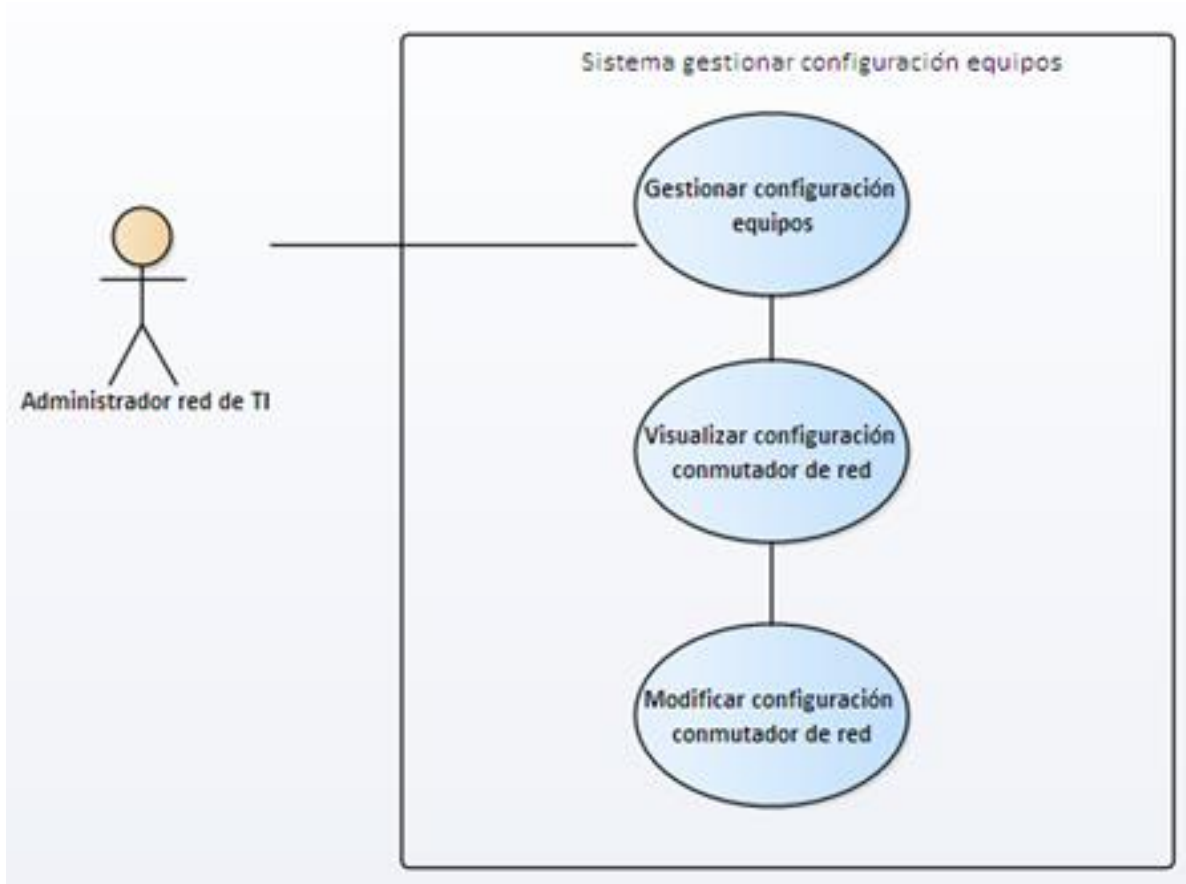 Sistema gestionar configuración equipos
Gestionar configuración
equipos
Administrador red de TI
Visualizar configuración
conmutador de red
Modificar configuración
conmutador de red